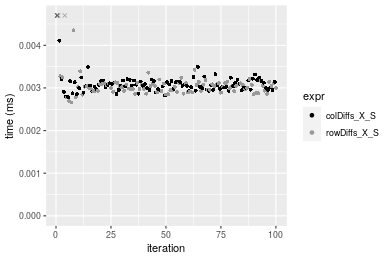 time (ms)
0.004
0.003
0.002
0.001
0.000
0
25
50
75
100
iteration
expr
colDiffs_X_S
rowDiffs_X_S